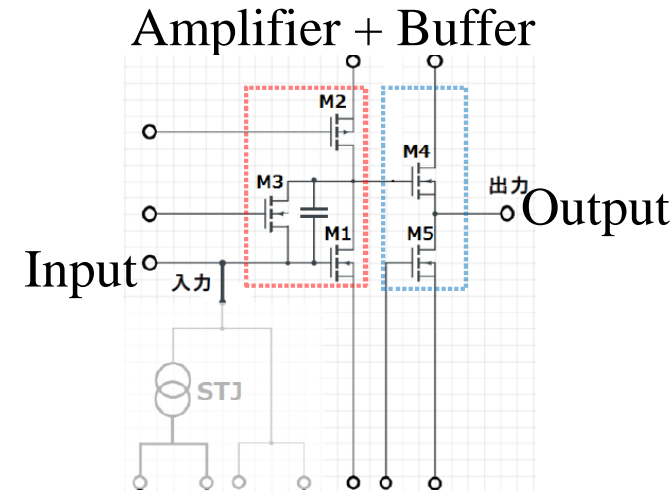 Amplifier + Buffer
M2
M4
M3
出力
Output
M1
M5
Input
入力
STJ